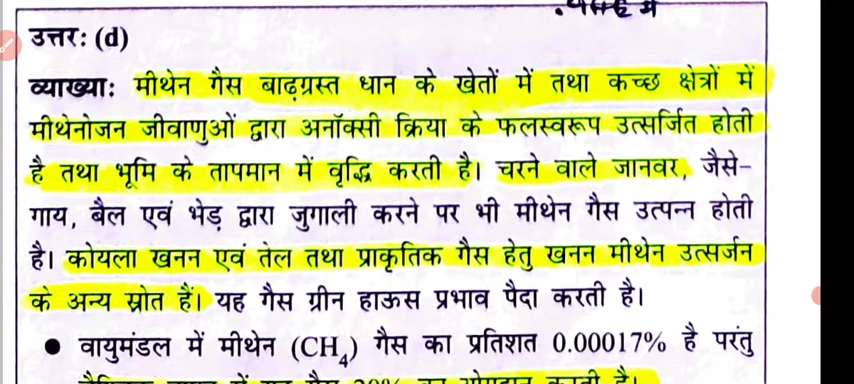 उत्तर: (d)
व्याख्या: मीथेन गैस बाढ़ग्रस्त धान के खेतों में तथा कच्छ क्षेत्रों में
मीथेनोजन जीवाणुओं द्वारा अनॉक्सी क्रिया के फलस्वरूप उत्सर्जित होती
है तथा भूमि के तापमान में वृद्धि करती है। चरने वाले जानवर, जैसे-
गाय, बैल एवं भेड़ द्वारा जुगाली करने पर भी मीथेन गैस उत्पन्न होती
है। कोयला खनन एवं तेल तथा प्राकृतिक गैस हेतु खनन मीथेन उत्सर्जन
के अन्य स्रोत हैं। यह गैस ग्रीन हाऊस प्रभाव पैदा करती है।
● वायुमंडल में मीथेन (CH₄) गैस का प्रतिशत 0.00017% है परंतु